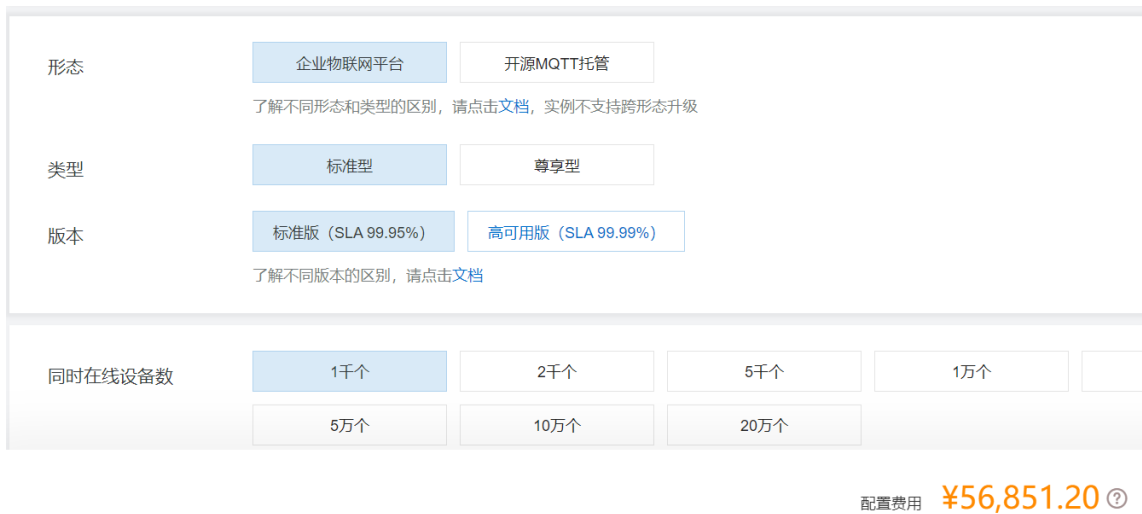 形态 企业物联网平台 开源MQTT托管
了解不同形态和类型的区别，请点击文档，实例不支持跨形态升级
类型 标准型 尊享型
版本 标准版（SLA 99.95%） 高可用版（SLA 99.99%）
了解不同版本的区别，请点击文档
同时在线设备数 1千个 2千个 5千个 1万个
5万个 10万个 20万个
配置费用 ¥56,851.20 ?